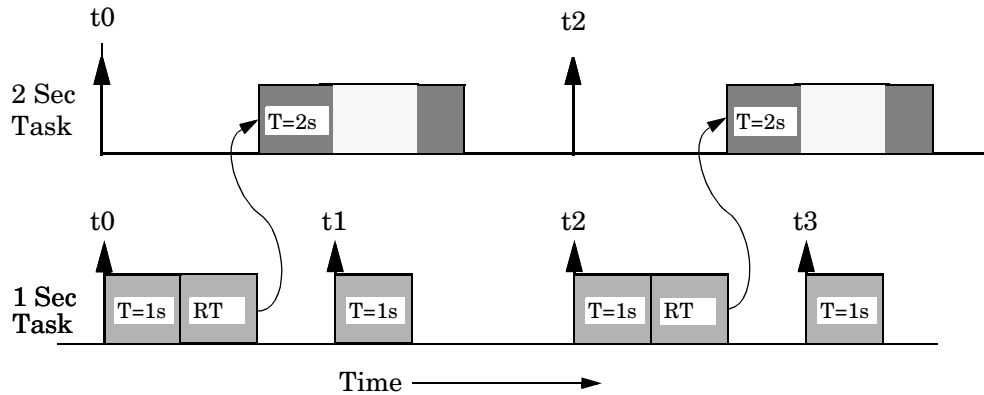 t0
t2
2 Sec
Task
T=2s
T=2s
t0
t1
t2
t3
1 Sec
Task
T=1s
RT
T=1s
T=1s
RT
T=1s
Time